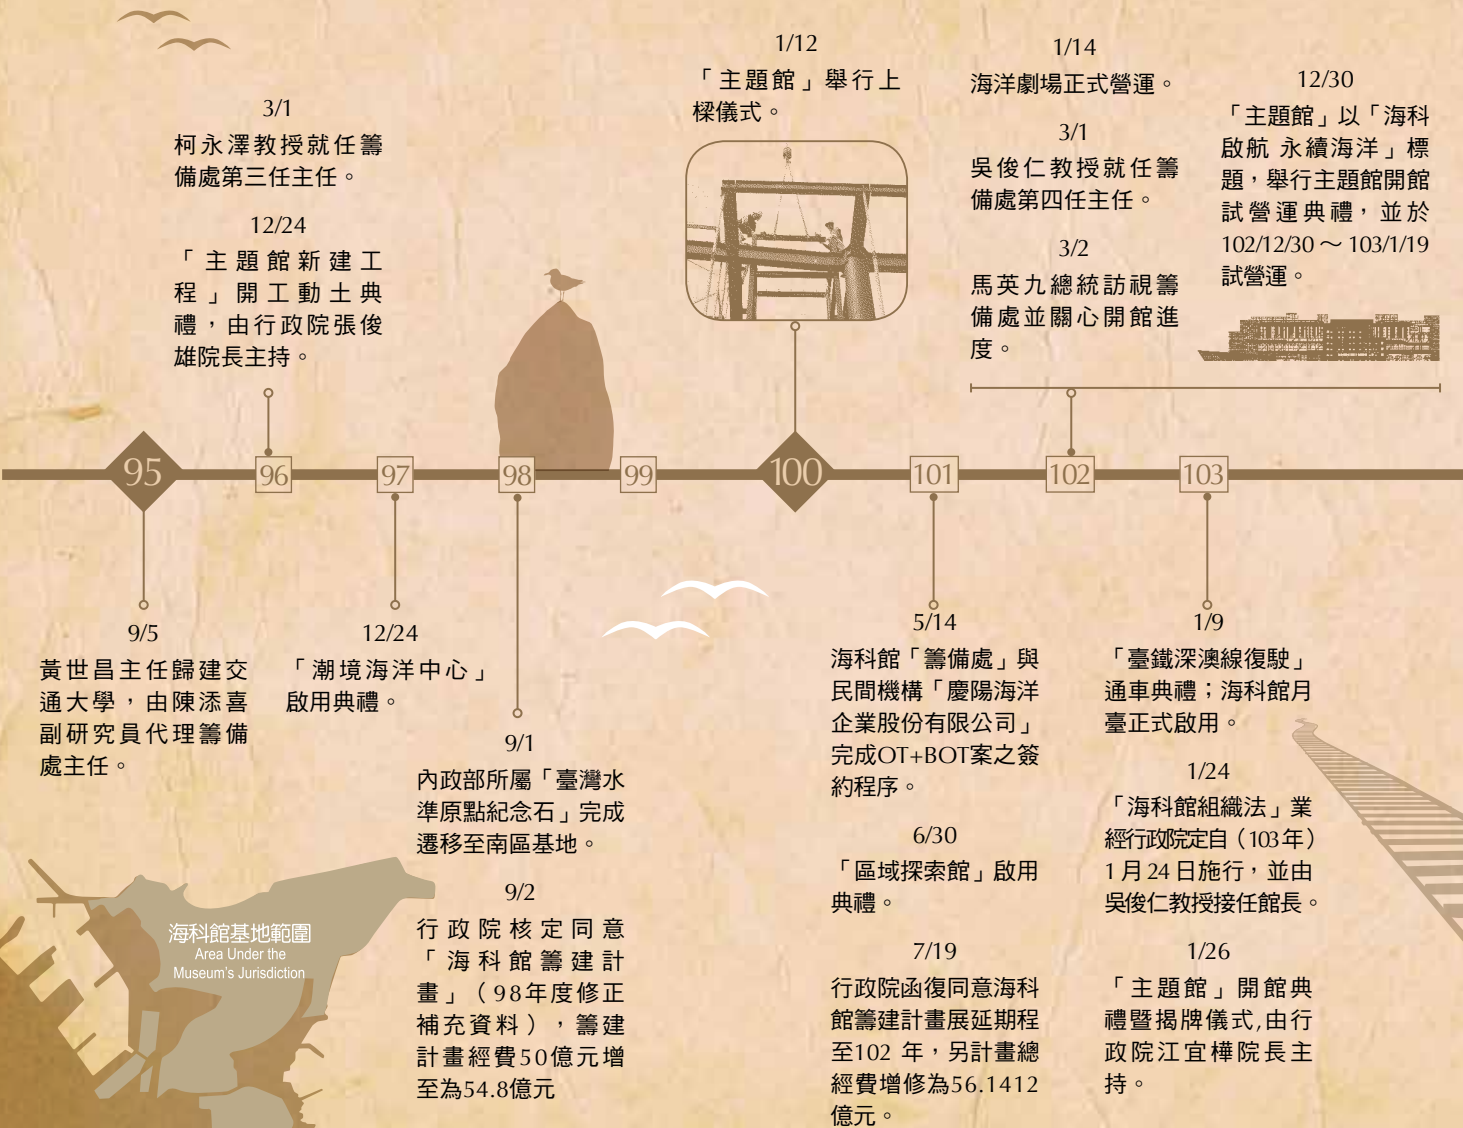 3/1
柯永澤教授就任籌
備處第三任主任。
12/24
「主題館新建工
程」開工動土典
禮，由行政院張俊
雄院長主持。
1/12
「主題館」舉行上
樑儀式。
1/14
海洋劇場正式營運。
3/1
吳俊仁教授就任籌
備處第四任主任。
3/2
馬英九總統訪視籌
備處並關心開館進
度。
12/30
「主題館」以「海科
啟航 永續海洋」標
題，舉行主題館開館
試營運典禮，並於
102/12/30～103/1/19
試營運。
95
96
97
98
99
100
101
102
103
9/5
黃世昌主任歸建交
通大學，由陳添喜
副研究員代理籌備
處主任。
12/24
「潮境海洋中心」
啟用典禮。
9/1
內政部所屬「臺灣水
準原點紀念石」完成
遷移至南區基地。
9/2
行政院核定同意
「海科館籌建計
畫」（98年度修正
補充資料），籌建
計畫經費50億元增
至為54.8億元
5/14
海科館「籌備處」與
民間機構「慶陽海洋
企業股份有限公司」
完成OT+BOT案之簽
約程序。
6/30
「區域探索館」啟用
典禮。
7/19
行政院函復同意海科
館籌建計畫展延期程
至102 年，另計畫總
經費增修為56.1412
億元。
1/9
「臺鐵深澳線復駛」
通車典禮；海科館月
臺正式啟用。
1/24
「海科館組織法」業
經行政院定自（103年）
1月24日施行，並由
吳俊仁教授接任館長。
1/26
「主題館」開館典
禮暨揭牌儀式,由行
政院江宜樺院長主
持。
海科館基地範圍
Area Under the
Museum's Jurisdiction